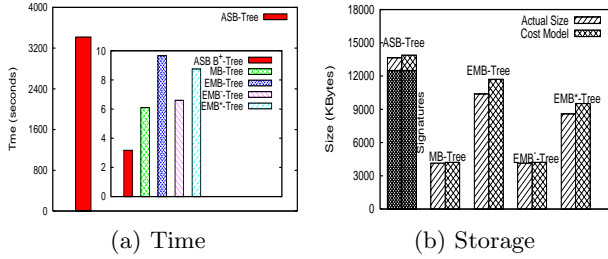 Tme (seconds)
4000
3200
2400
1600
800
0
ASB-Tree
10
8
6
4
2
0
ASB B+-Tree
MB-Tree
EMB-Tree
EMB⁻-Tree
EMB*-Tree
(a) Time
Size (KBytes)
18000
15000
12000
9000
6000
3000
0
Actual Size
Cost Model
ASB-Tree
Signatures
MB-Tree
EMB-Tree
EMB⁻-Tree
EMB*-Tree
(b) Storage